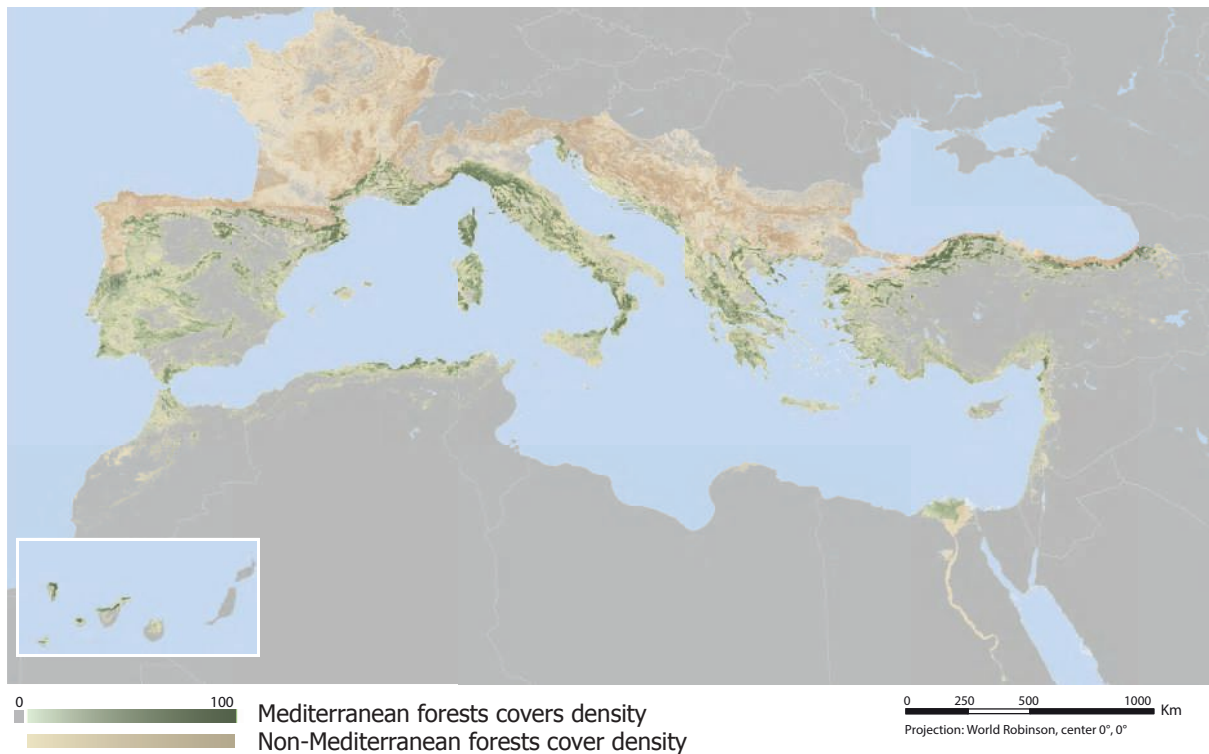 0 100
Mediterranean forests covers density
Non-Mediterranean forests cover density
0 250 500 1000 Km
Projection: World Robinson, center 0°, 0°